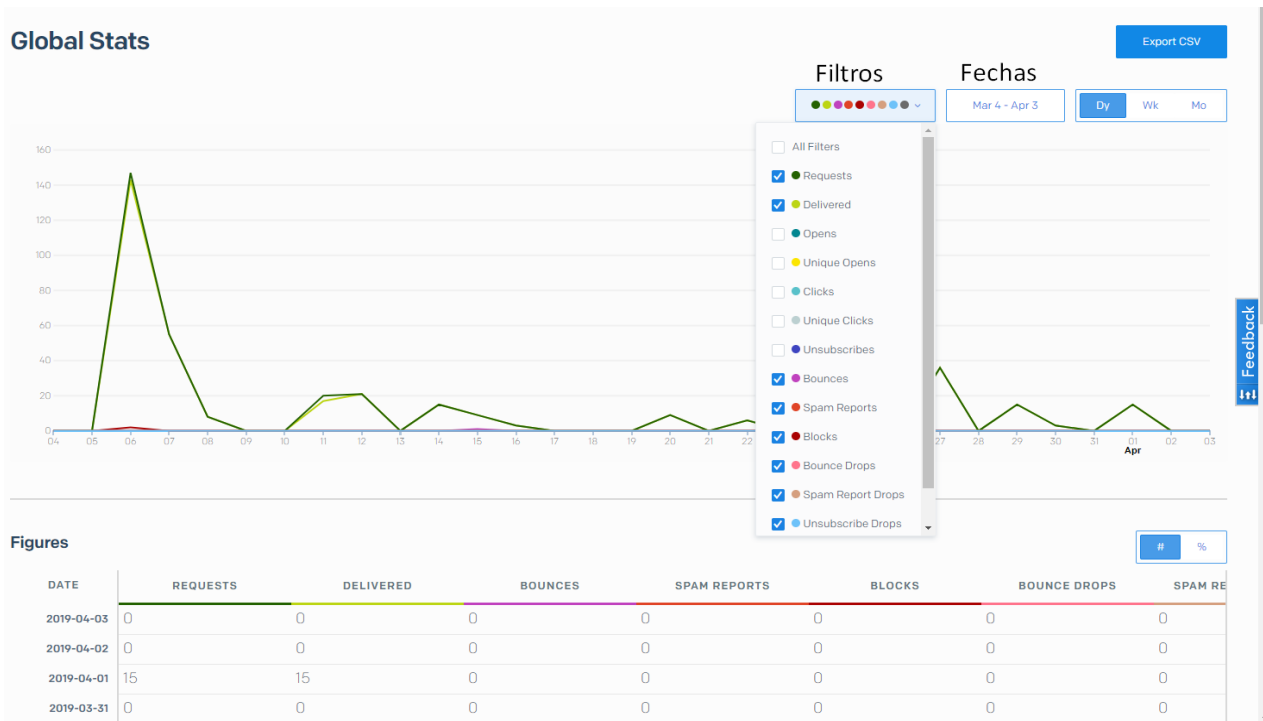 Global Stats
Export CSV
Filtros
Fechas
Mar 4 - Apr 3
Dy Wk Mo
All Filters
Requests
Delivered
Opens
Unique Opens
Clicks
Unique Clicks
Unsubscribes
Bounces
Spam Reports
Blocks
Bounce Drops
Spam Report Drops
Unsubscribe Drops
160
140
120
100
80
60
40
20
0
04 05 06 07 08 09 10 11 12 13 14 15 16 17 18 19 20 21 22 27 28 29 30 31 01 02 03
Apr
Feedback
Figures
# %
DATE REQUESTS DELIVERED BOUNCES SPAM REPORTS BLOCKS BOUNCE DROPS SPAM RE
2019-04-03 0 0 0 0 0 0 0
2019-04-02 0 0 0 0 0 0 0
2019-04-01 15 15 0 0 0 0 0
2019-03-31 0 0 0 0 0 0 0